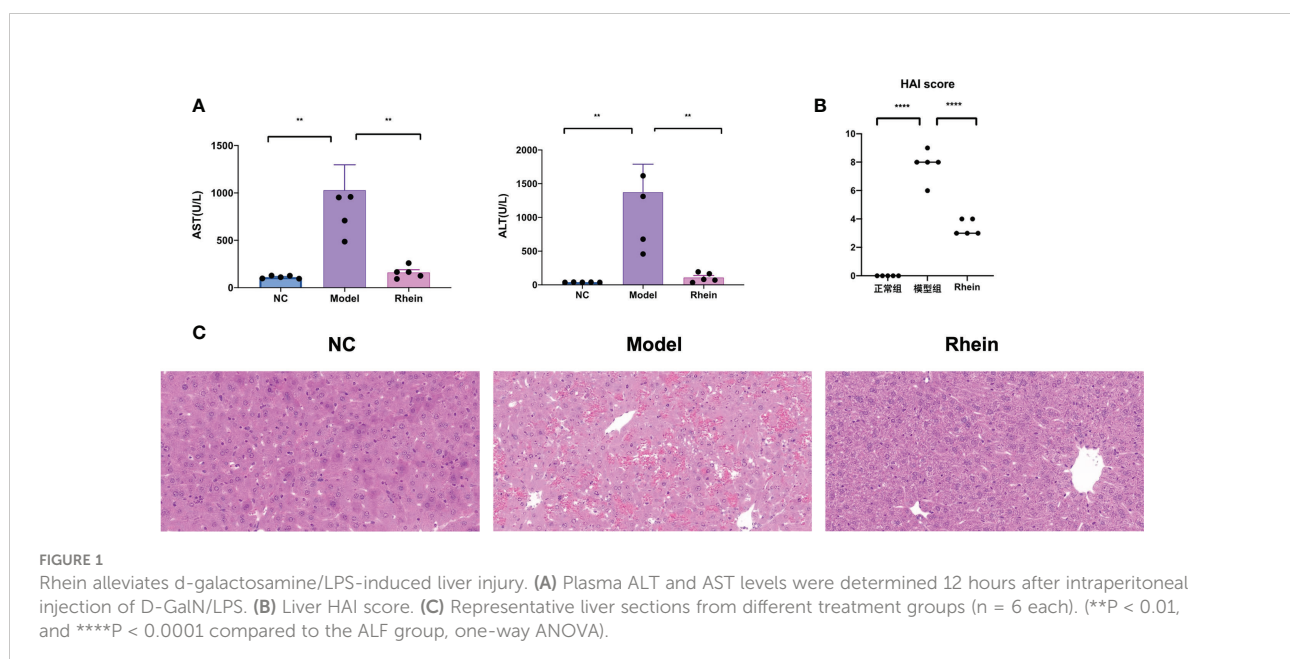 A
**
**
AST(U/L)
1500
1000
500
0
NC
Model
Rhein
**
**
ALT(U/L)
2000
1500
1000
500
0
NC
Model
Rhein
B
HAI score
****
****
10
8
6
4
2
0
正常组
模型组
Rhein
C
NC
Model
Rhein
FIGURE 1
Rhein alleviates d-galactosamine/LPS-induced liver injury. (A) Plasma ALT and AST levels were determined 12 hours after intraperitoneal
injection of D-GalN/LPS. (B) Liver HAI score. (C) Representative liver sections from different treatment groups (n = 6 each). (**P < 0.01,
and ****P < 0.0001 compared to the ALF group, one-way ANOVA).